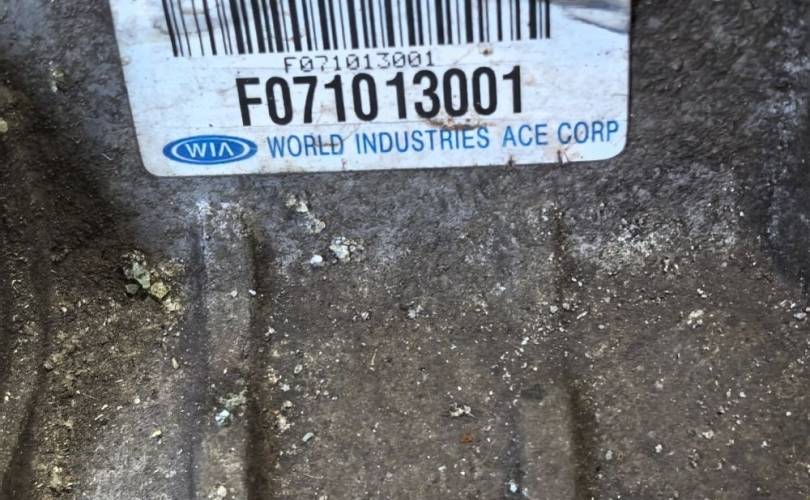 F071013001
F071013001
WIA WORLD INDUSTRIES ACE CORP